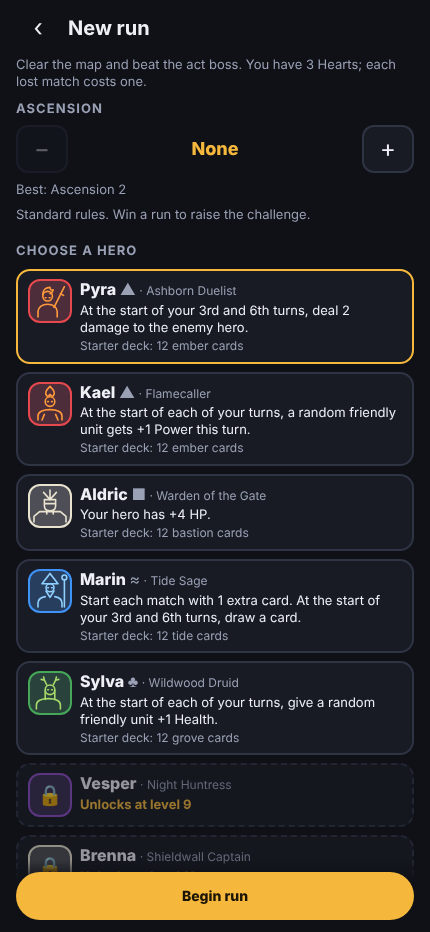 New run
Clear the map and beat the act boss. You have 3 Hearts; each
lost match costs one.
ASCENSION
− None +
Best: Ascension 2
Standard rules. Win a run to raise the challenge.
CHOOSE A HERO
Pyra ▲ · Ashborn Duelist
At the start of your 3rd and 6th turns, deal 2
damage to the enemy hero.
Starter deck: 12 ember cards
Kael ▲ · Flamecaller
At the start of each of your turns, a random friendly
unit gets +1 Power this turn.
Starter deck: 12 ember cards
Aldric ■ · Warden of the Gate
Your hero has +4 HP.
Starter deck: 12 bastion cards
Marin ≈ · Tide Sage
Start each match with 1 extra card. At the start of
your 3rd and 6th turns, draw a card.
Starter deck: 12 tide cards
Sylva ♣ · Wildwood Druid
At the start of each of your turns, give a random
friendly unit +1 Health.
Starter deck: 12 grove cards
Vesper · Night Huntress
Unlocks at level 9
Brenna · Shieldwall Captain
Begin run